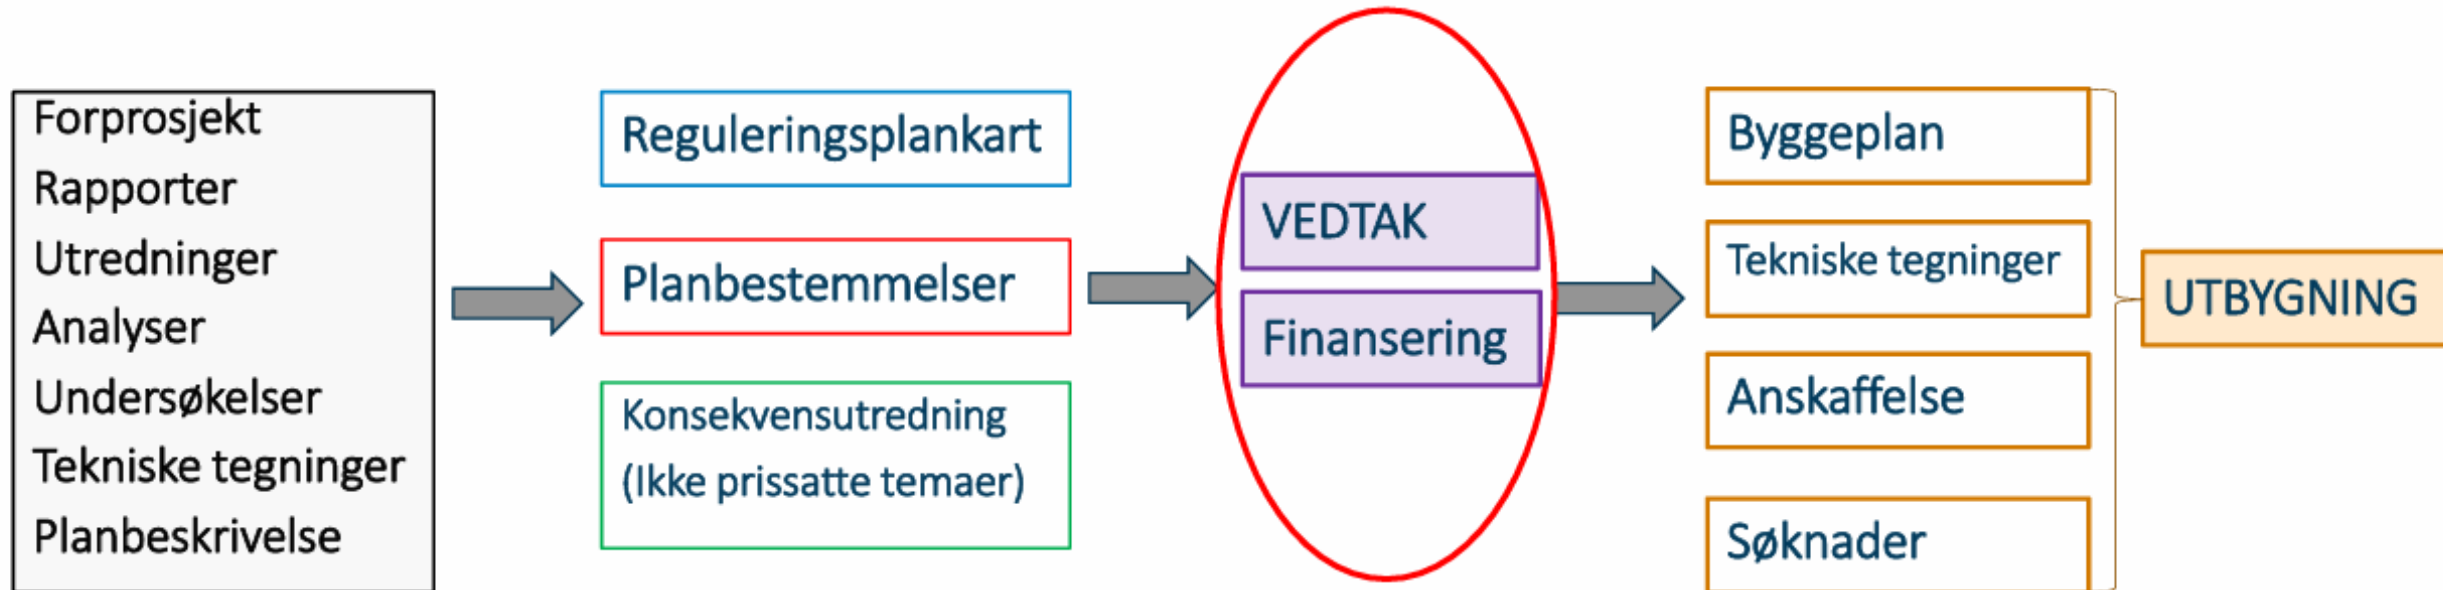 Forprosjekt
Rapporter
Utredninger
Analyser
Undersøkelser
Tekniske tegninger
Planbeskrivelse
Reguleringsplankart
Planbestemmelser
Konsekvensutredning
(Ikke prissatte temaer)
VEDTAK
Finansering
Byggeplan
Tekniske tegninger
Anskaffelse
Søknader
UTBYGNING